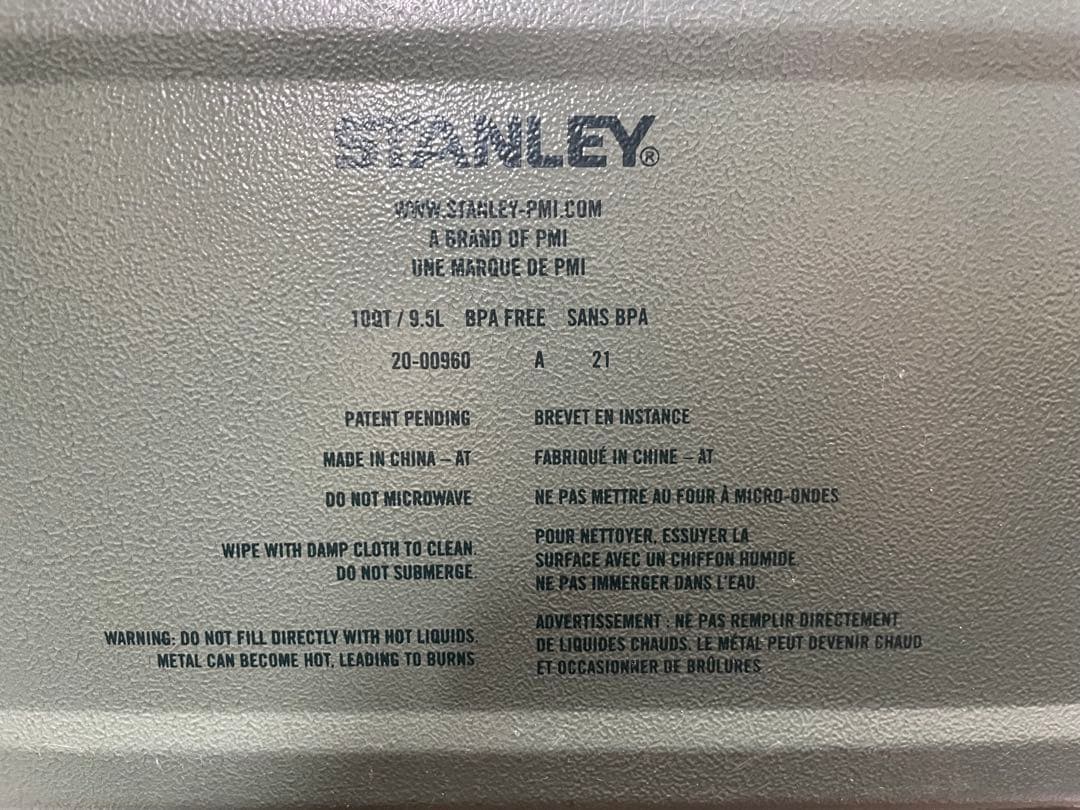 STANLEY®
WWW.STANLEY-PMI.COM
A BRAND OF PMI
UNE MARQUE DE PMI
10QT / 9.5L BPA FREE SANS BPA
20-00960 A 21
PATENT PENDING BREVET EN INSTANCE
MADE IN CHINA – AT FABRIQUÉ IN CHINE – AT
DO NOT MICROWAVE NE PAS METTRE AU FOUR À MICRO-ONDES
WIPE WITH DAMP CLOTH TO CLEAN.
DO NOT SUBMERGE.
POUR NETTOYER, ESSUYER LA
SURFACE AVEC UN CHIFFON HUMIDE.
NE PAS IMMERGER DANS L'EAU.
WARNING: DO NOT FILL DIRECTLY WITH HOT LIQUIDS.
METAL CAN BECOME HOT, LEADING TO BURNS
ADVERTISSEMENT : NE PAS REMPLIR DIRECTEMENT
DE LIQUIDES CHAUDS. LE MÉTAL PEUT DEVENIR CHAUD
ET OCCASIONNER DE BRÛLURES